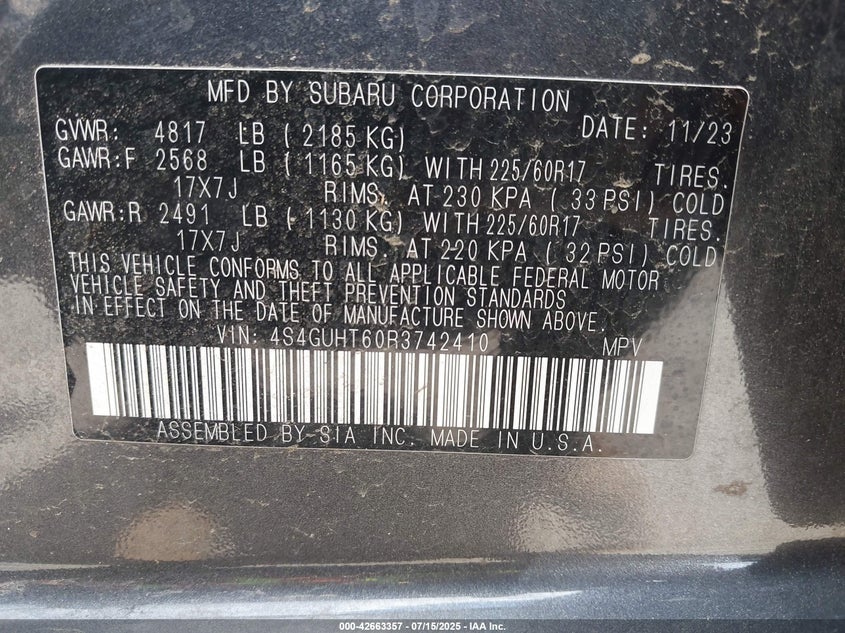 MFD BY SUBARU CORPORATION
GVWR: 4817 LB ( 2185 KG) DATE: 11/23
GAWR:F 2568 LB ( 1165 KG) WITH 225/60R17 TIRES.
17X7J RIMS, AT 230 KPA ( 33 PSI) COLD
GAWR:R 2491 LB ( 1130 KG) WITH 225/60R17 TIRES.
17X7J RIMS, AT 220 KPA ( 32 PSI) COLD
THIS VEHICLE CONFORMS TO ALL APPLICABLE FEDERAL MOTOR
VEHICLE SAFETY AND THEFT PREVENTION STANDARDS
IN EFFECT ON THE DATE OF MANUFACTURE SHOWN ABOVE.
VIN: 4S4GUHT60R3742410 MPV
ASSEMBLED BY SIA INC. MADE IN U.S.A.
000-42663357 - 07/15/2025 - IAA Inc.